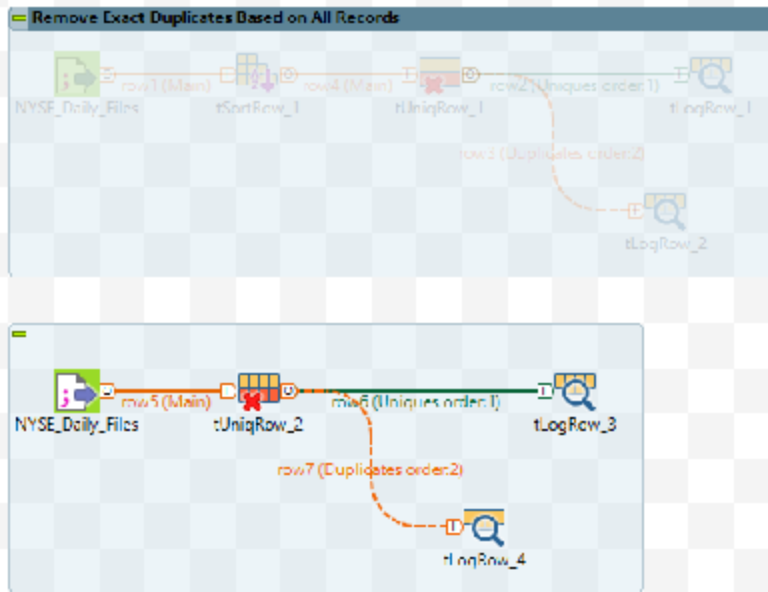 Remove Exact Duplicates Based on All Records
row1 (Main)
row4 (Main)
row2 (Uniques order:1)
NYSE_Daily_Files
tSortRow_1
tUniqRow_1
tLogRow_1
row3 (Duplicates order:2)
tLogRow_2
row5 (Main)
row6 (Uniques order:1)
NYSE_Daily_Files
tUniqRow_2
tLogRow_3
row7 (Duplicates order:2)
tLogRow_4